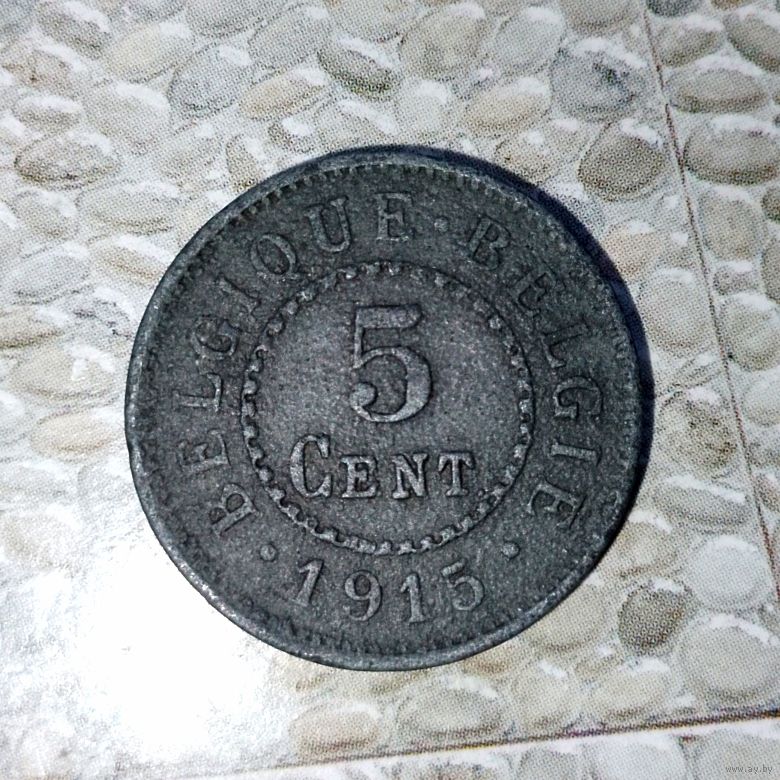 BELGIQUE · BELGIE
5
CENT
· 1915 ·
www.ay.by